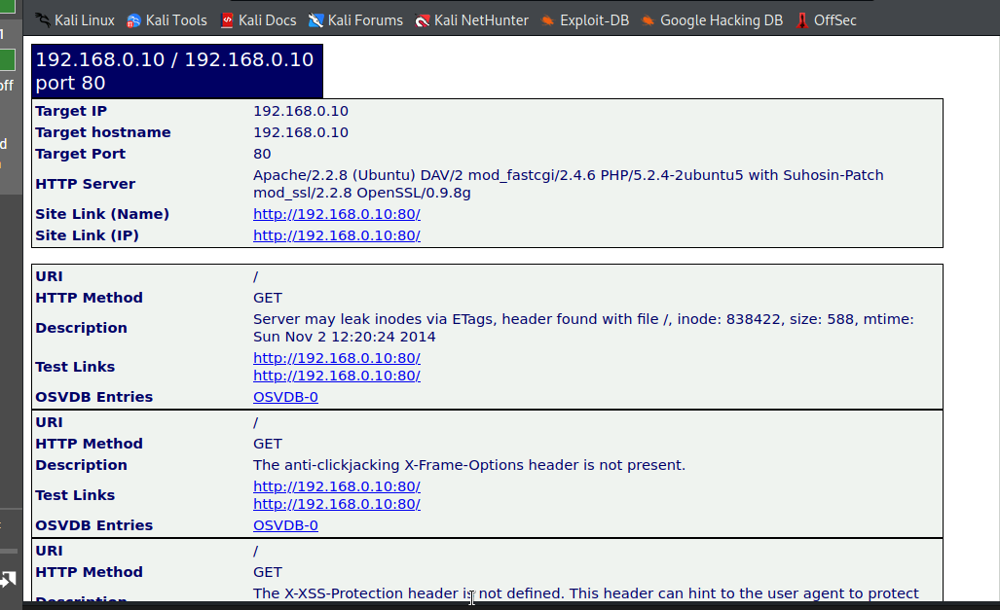 Kali Linux Kali Tools Kali Docs Kali Forums Kali NetHunter Exploit-DB Google Hacking DB OffSec
1
off
d
192.168.0.10 / 192.168.0.10
port 80
Target IP 192.168.0.10
Target hostname 192.168.0.10
Target Port 80
HTTP Server Apache/2.2.8 (Ubuntu) DAV/2 mod_fastcgi/2.4.6 PHP/5.2.4-2ubuntu5 with Suhosin-Patch
mod_ssl/2.2.8 OpenSSL/0.9.8g
Site Link (Name) http://192.168.0.10:80/
Site Link (IP) http://192.168.0.10:80/
URI /
HTTP Method GET
Description Server may leak inodes via ETags, header found with file /, inode: 838422, size: 588, mtime:
Sun Nov 2 12:20:24 2014
Test Links http://192.168.0.10:80/
http://192.168.0.10:80/
OSVDB Entries OSVDB-0
URI /
HTTP Method GET
Description The anti-clickjacking X-Frame-Options header is not present.
Test Links http://192.168.0.10:80/
http://192.168.0.10:80/
OSVDB Entries OSVDB-0
URI /
HTTP Method GET
Description The X-XSS-Protection header is not defined. This header can hint to the user agent to protect